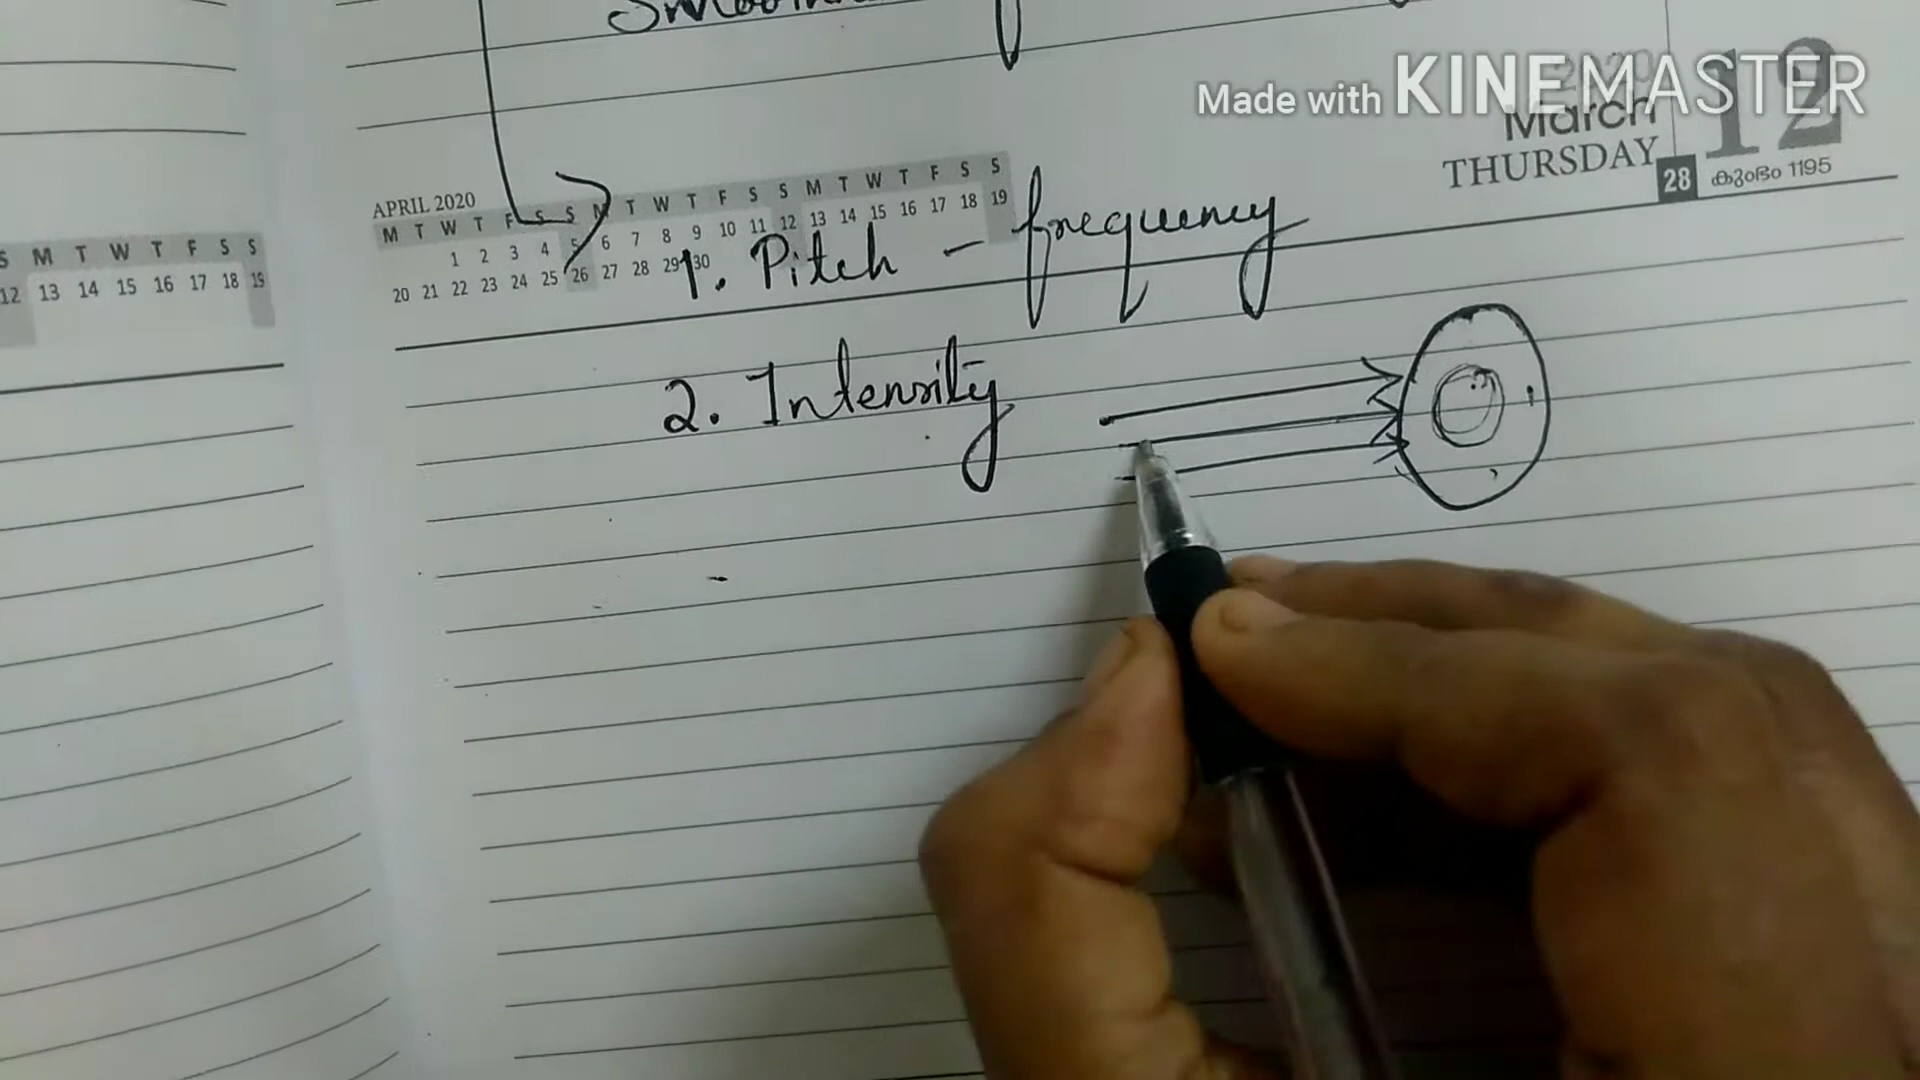 Made with KINEMASTER
2020
March
THURSDAY
12
28
കുംഭം 1195
APRIL 2020
M T W T F S S M T W T F S S M T W T F S S
1 2 3 4 5 6 7 8 9 10 11 12 13 14 15 16 17 18 19
20 21 22 23 24 25 26 27 28 29 30
S M T W T F S S
12 13 14 15 16 17 18 19
1. Pitch - frequency
2. Intensity